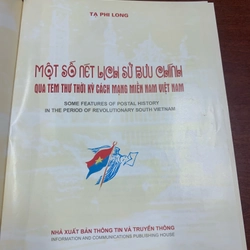 TẠ PHI LONG
MỘT SỐ NÉT LỊCH SỬ BƯU CHÍNH
QUA TEM THƯ THỜI KỲ CÁCH MẠNG MIỀN NAM VIỆT NAM
SOME FEATURES OF POSTAL HISTORY
IN THE PERIOD OF REVOLUTIONARY SOUTH VIETNAM
NHÀ XUẤT BẢN THÔNG TIN VÀ TRUYỀN THÔNG
INFORMATION AND COMMUNICATIONS PUBLISHING HOUSE